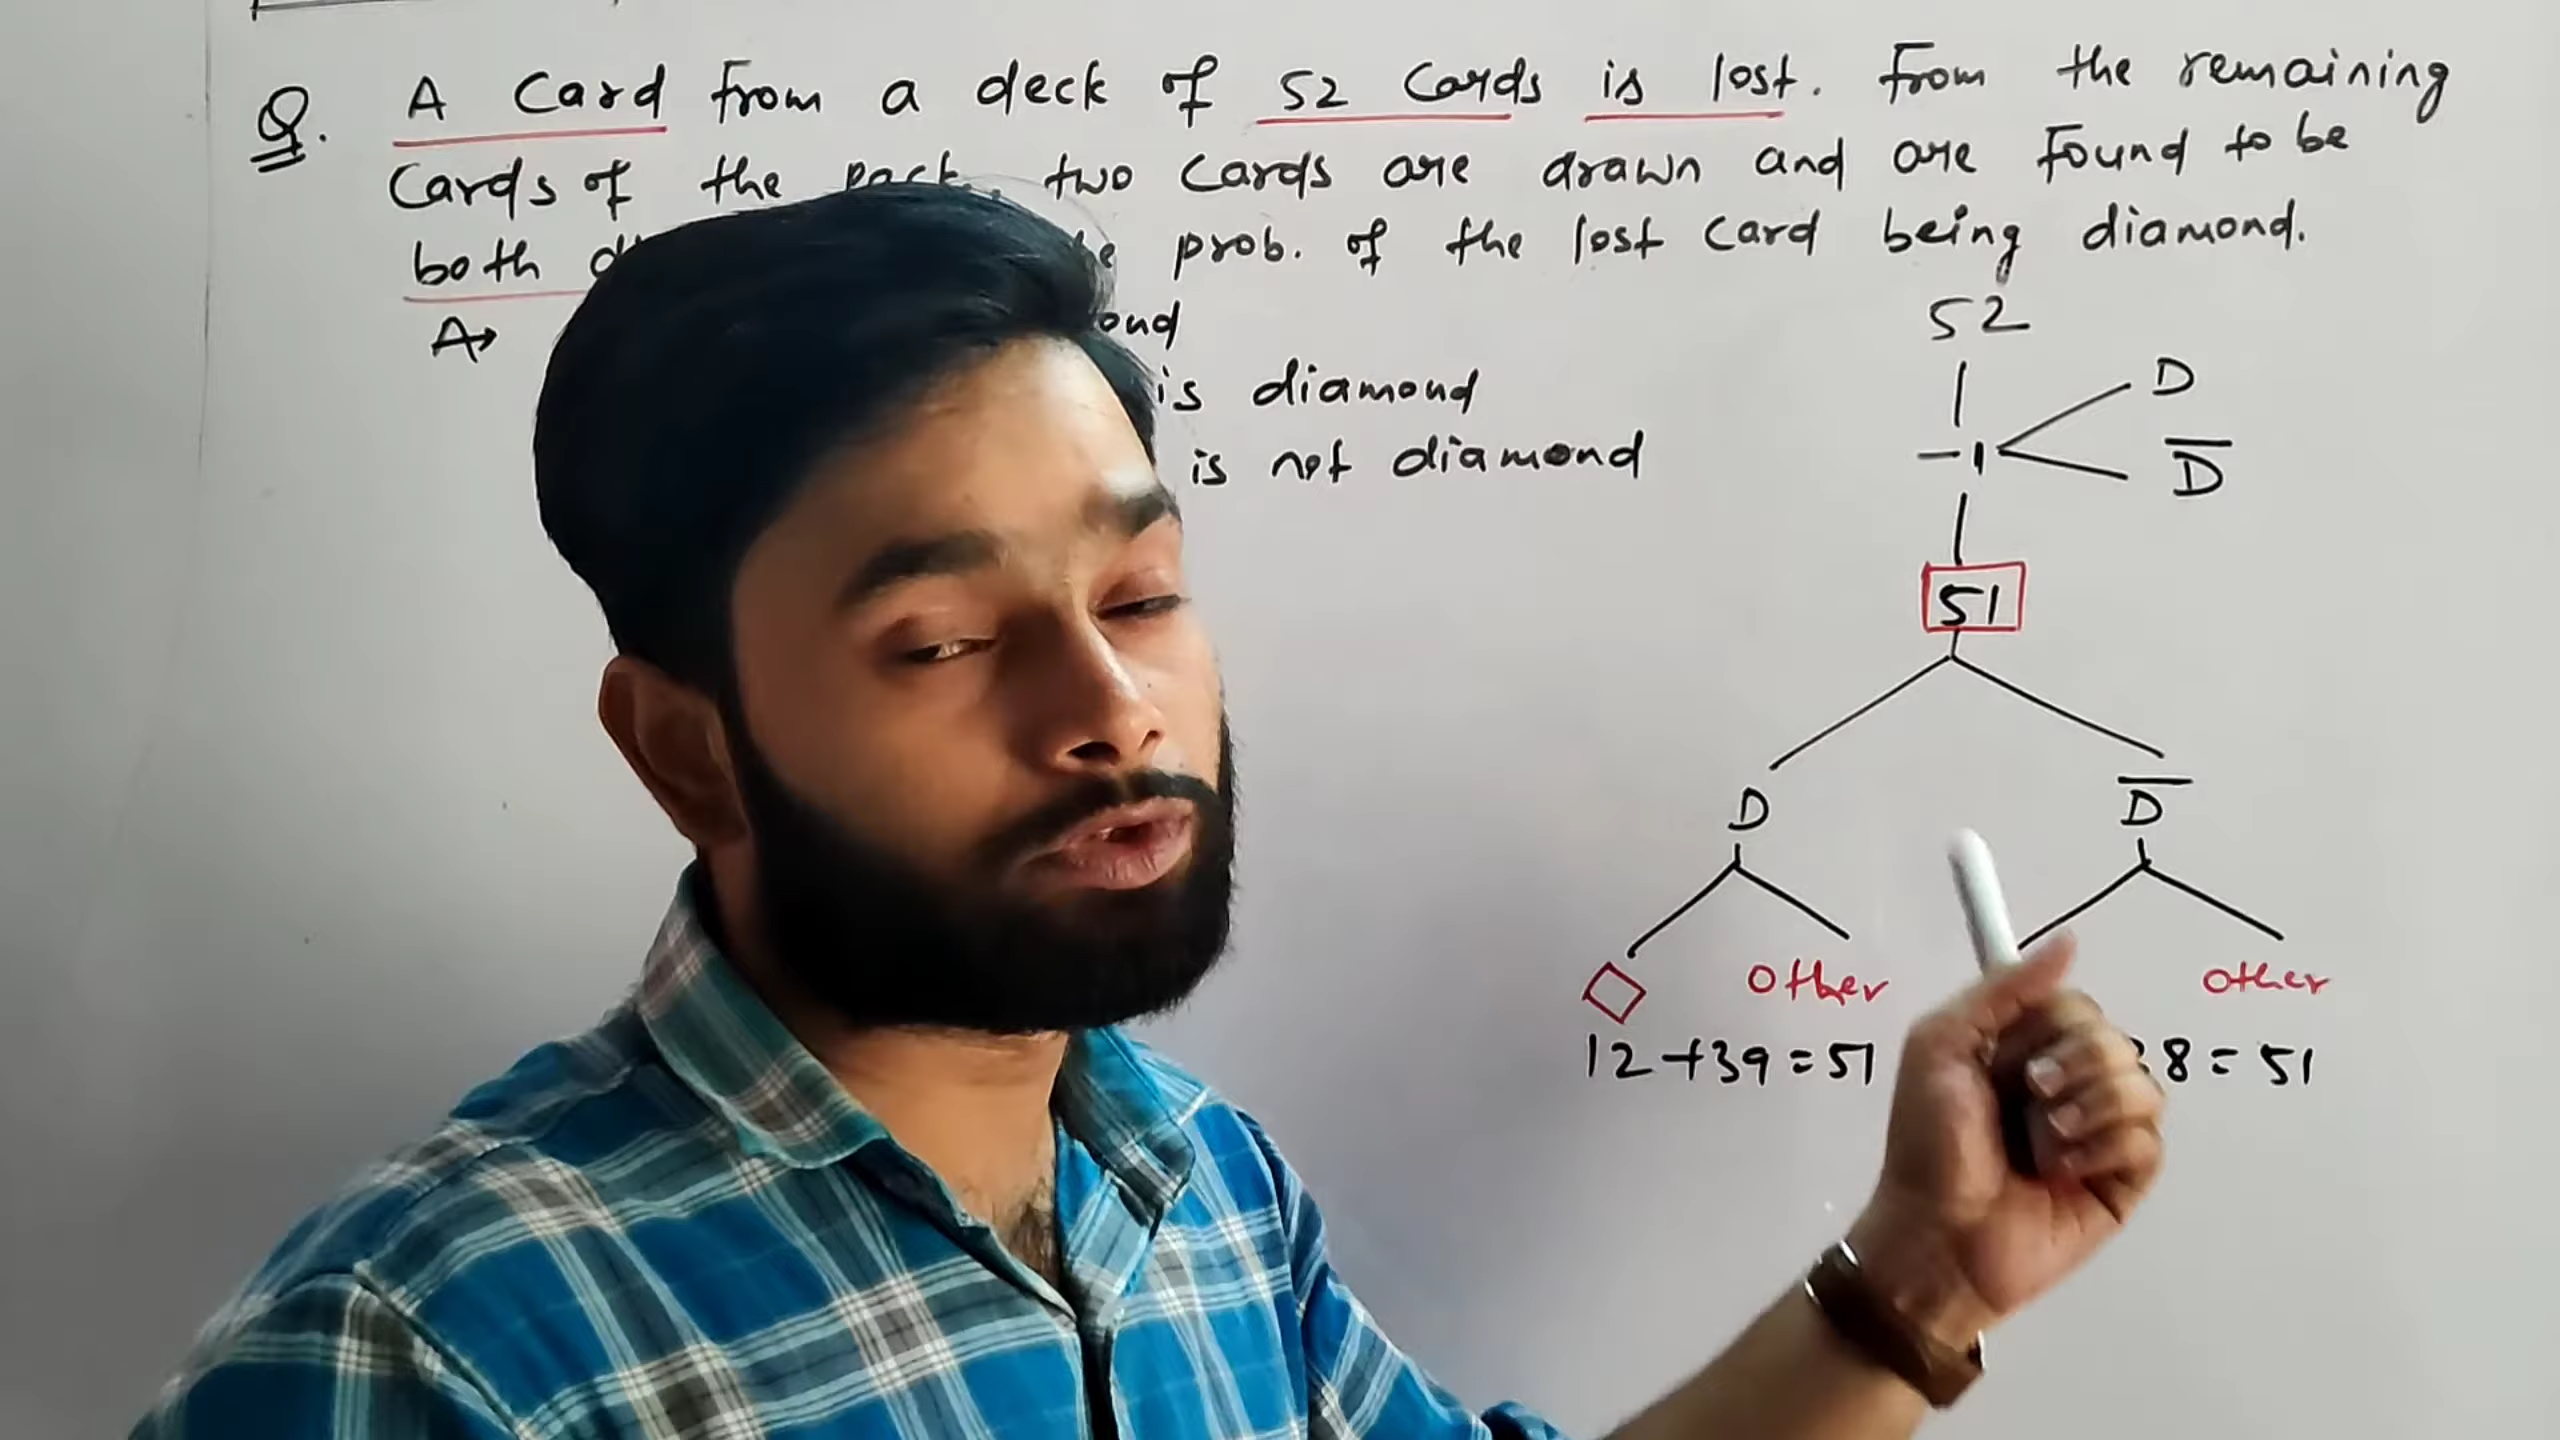 Q. A Card from a deck of 52 Cards is lost. From the remaining
Cards of the pack, two Cards are drawn and are found to be
both prob. of the lost Card being diamond.
A→
is diamond
is not diamond
52
D
-1
D̅
51
D D̅
◇ Other Other
12+39=51 8=51